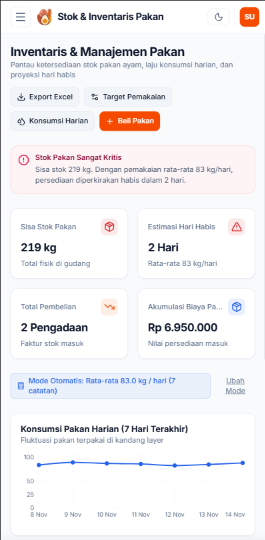 Stok & Inventaris Pakan
SU
Inventaris & Manajemen Pakan
Pantau ketersediaan stok pakan ayam, laju konsumsi harian, dan
proyeksi hari habis
Export Excel
Target Pemakaian
Konsumsi Harian
Beli Pakan
Stok Pakan Sangat Kritis
Sisa stok 219 kg. Dengan pemakaian rata-rata 83 kg/hari,
persediaan diperkirakan habis dalam 2 hari.
Sisa Stok Pakan
219 kg
Total fisik di gudang
Estimasi Hari Habis
2 Hari
Rata-rata 83 kg/hari
Total Pembelian
2 Pengadaan
Faktur stok masuk
Akumulasi Biaya Pa...
Rp 6.950.000
Nilai persediaan masuk
Mode Otomatis: Rata-rata 83.0 kg / hari (7
catatan)
Ubah
Mode
Konsumsi Pakan Harian (7 Hari Terakhir)
Fluktuasi pakan terpakai di kandang layer
100
50
25
0
8 Nov
9 Nov
10 Nov
11 Nov
12 Nov
13 Nov
14 Nov